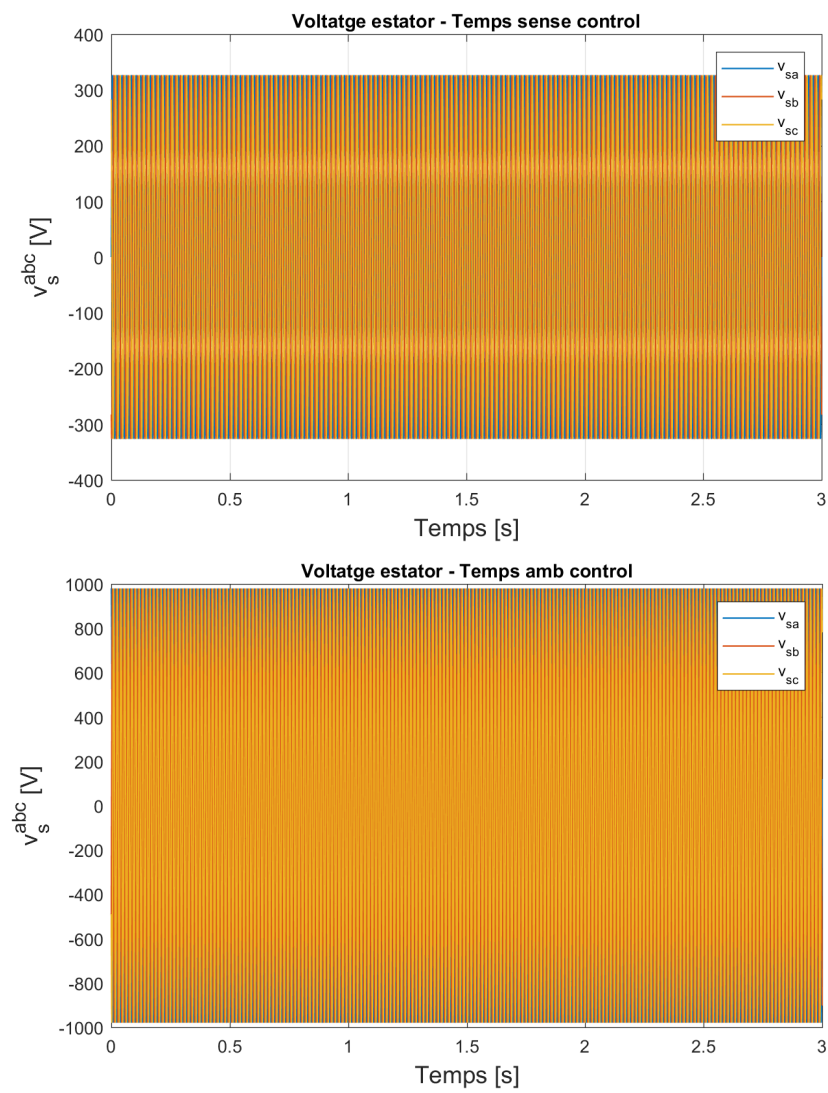 Voltatge estator - Temps sense control
400
300
200
100
0
-100
-200
-300
-400
v_s^abc [V]
v_sa
v_sb
v_sc
0 0.5 1 1.5 2 2.5 3
Temps [s]
Voltatge estator - Temps amb control
1000
800
600
400
200
0
-200
-400
-600
-800
-1000
v_s^abc [V]
v_sa
v_sb
v_sc
0 0.5 1 1.5 2 2.5 3
Temps [s]